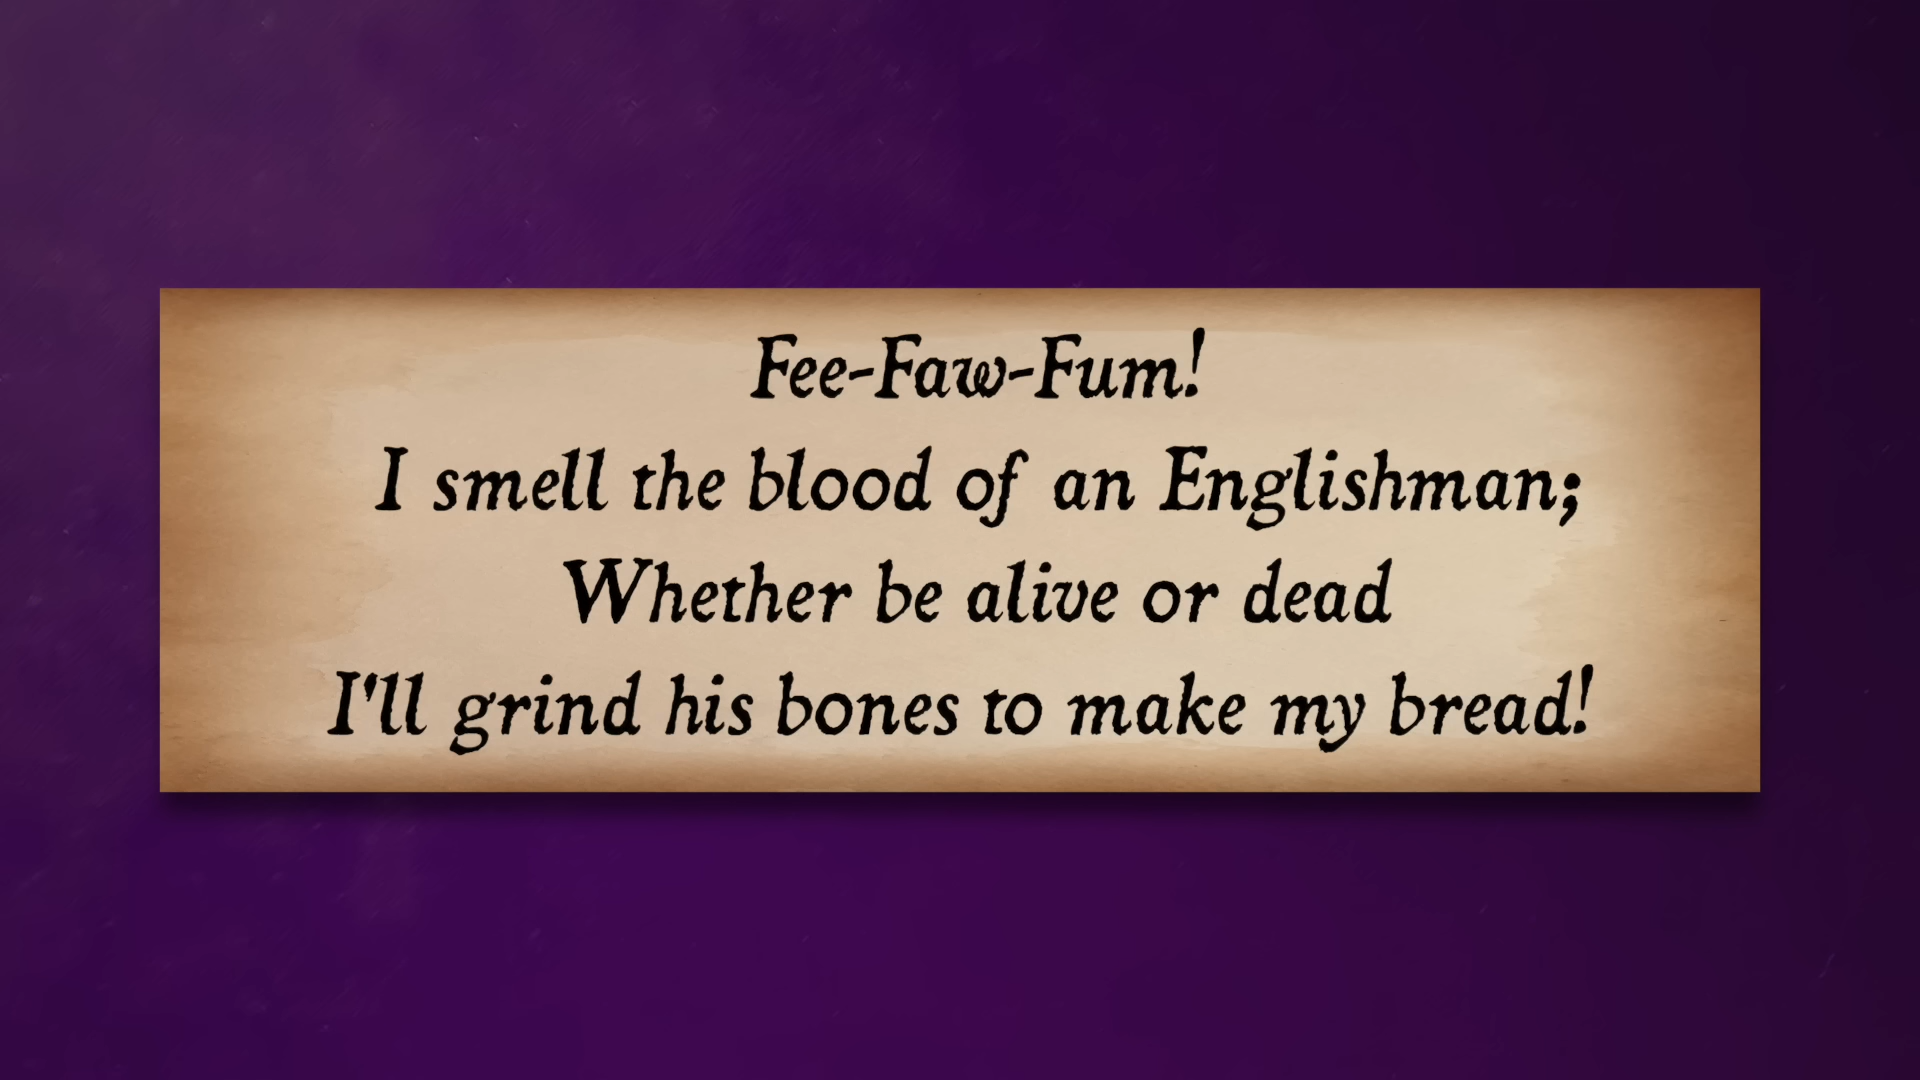 Fee-Faw-Fum!
I smell the blood of an Englishman;
Whether be alive or dead
I'll grind his bones to make my bread!